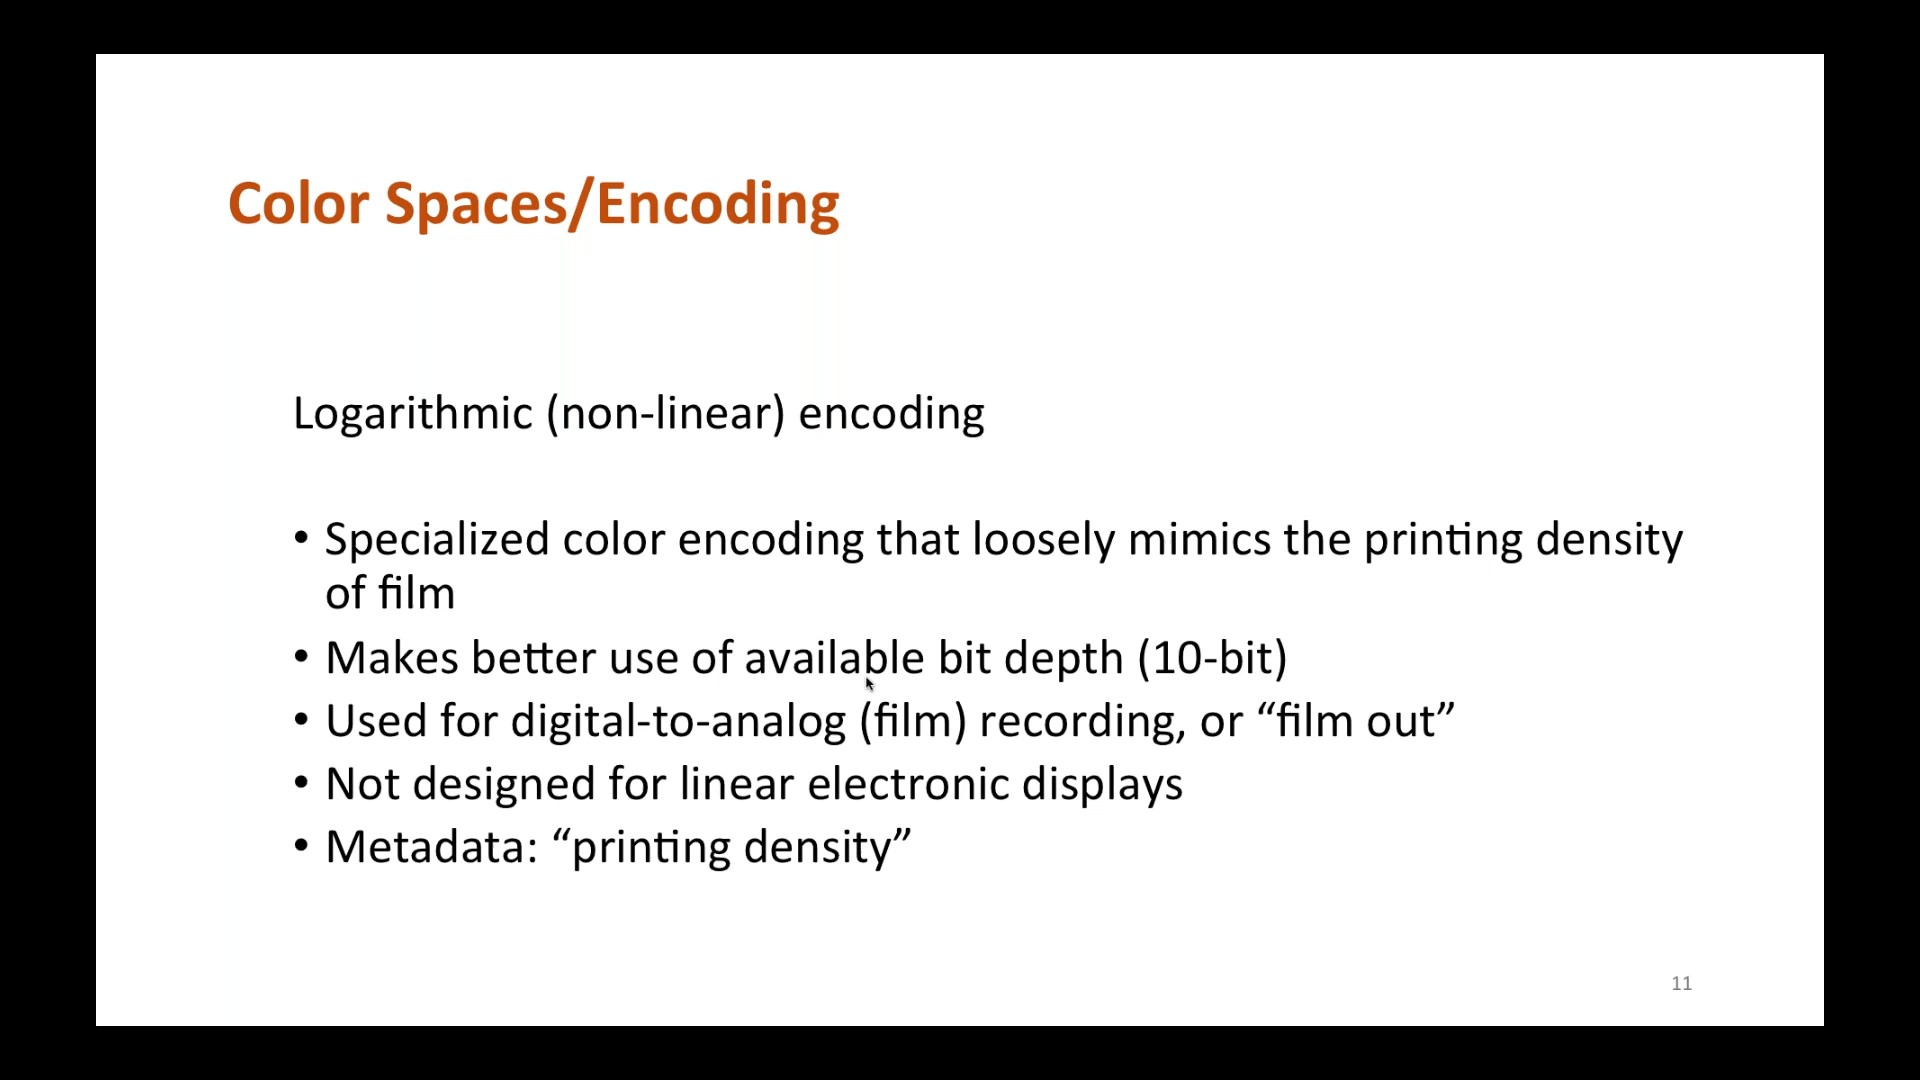 Color Spaces/Encoding
Logarithmic (non-linear) encoding
• Specialized color encoding that loosely mimics the printing density
of film
• Makes better use of available bit depth (10-bit)
• Used for digital-to-analog (film) recording, or “film out”
• Not designed for linear electronic displays
• Metadata: “printing density”
11